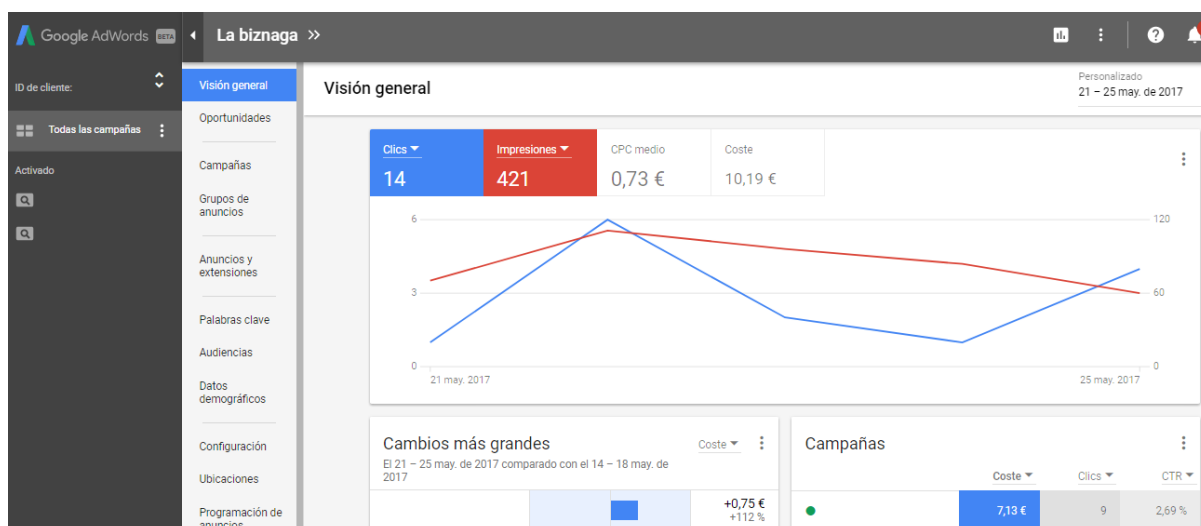 Google AdWords BETA
La biznaga
ID de cliente:
Todas las campañas
Activado
Visión general
Oportunidades
Campañas
Grupos de
anuncios
Anuncios y
extensiones
Palabras clave
Audiencias
Datos
demográficos
Configuración
Ubicaciones
Programación de
anuncios
Visión general
Personalizado
21 – 25 may. de 2017
Clics
14
Impresiones
421
CPC medio
0,73 €
Coste
10,19 €
6
3
0
120
60
0
21 may. 2017
25 may. 2017
Cambios más grandes
Coste
El 21 – 25 may. de 2017 comparado con el 14 – 18 may. de
2017
+0,75 €
+112 %
Campañas
Coste Clics CTR
7,13 € 9 2,69 %